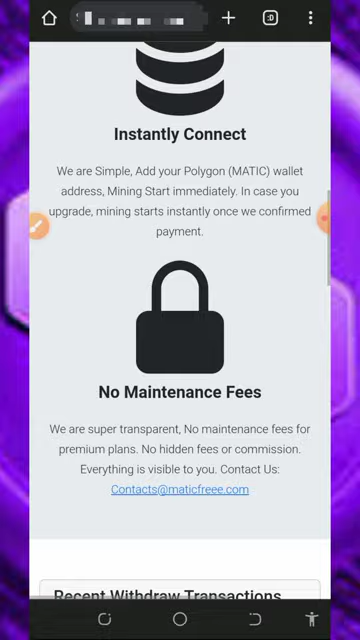 :D
Instantly Connect
We are Simple, Add your Polygon (MATIC) wallet
address, Mining Start immediately. In case you
upgrade, mining starts instantly once we confirmed
payment.
No Maintenance Fees
We are super transparent, No maintenance fees for
premium plans. No hidden fees or commission.
Everything is visible to you. Contact Us:
Contacts@maticfreee.com
Recent Withdraw Transactions